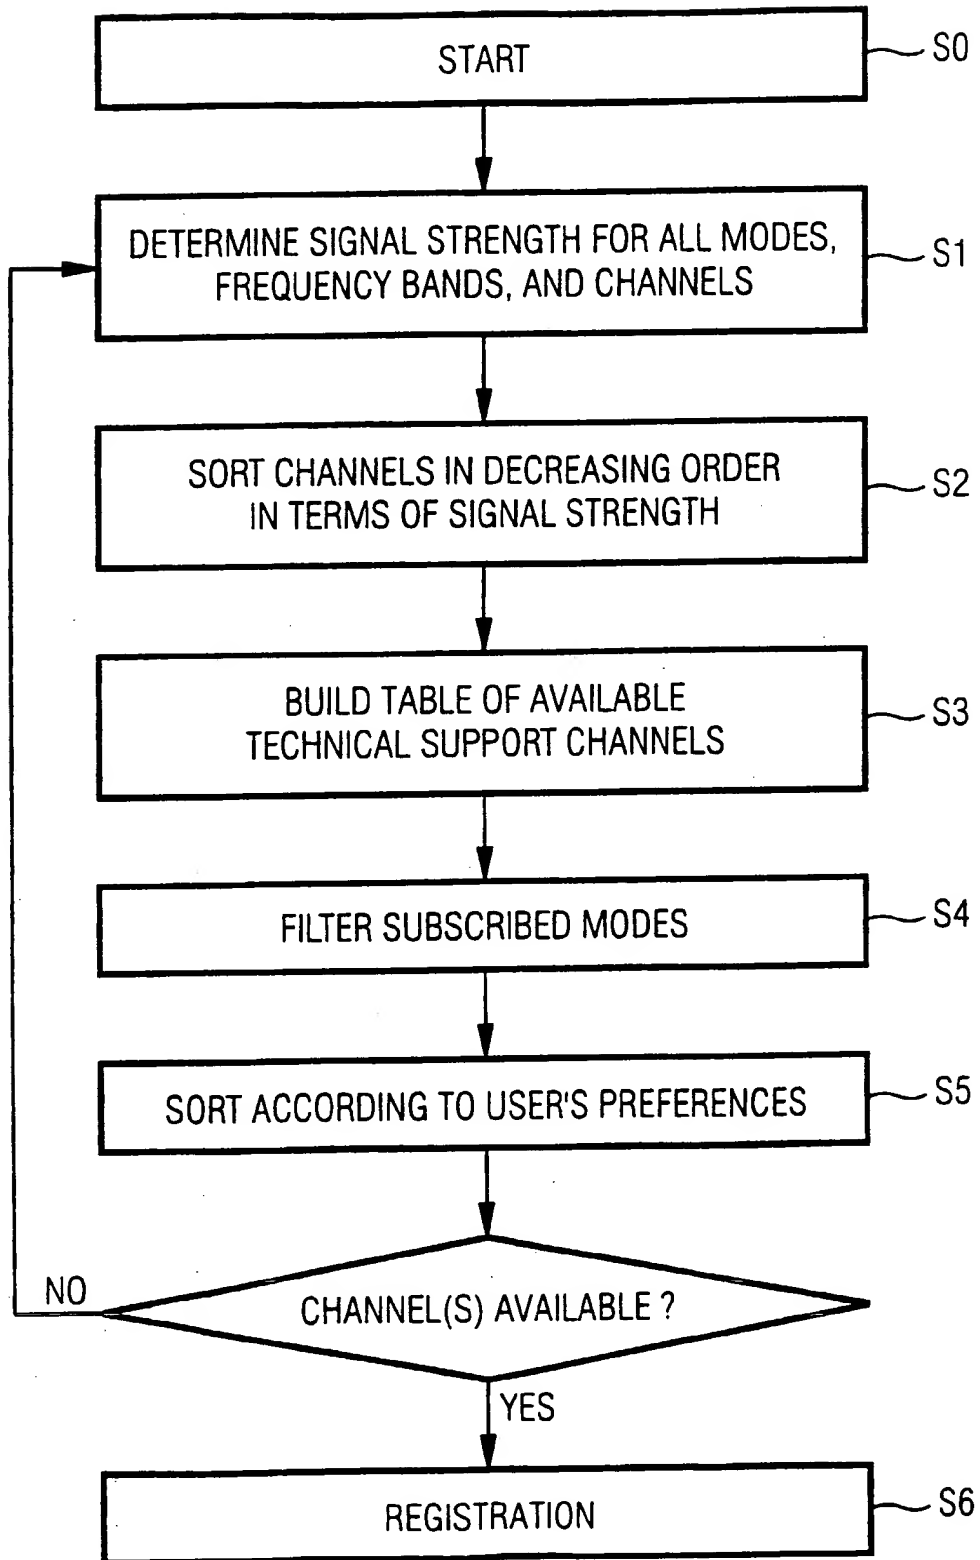 START
S0
DETERMINE SIGNAL STRENGTH FOR ALL MODES,
FREQUENCY BANDS, AND CHANNELS
S1
SORT CHANNELS IN DECREASING ORDER
IN TERMS OF SIGNAL STRENGTH
S2
BUILD TABLE OF AVAILABLE
TECHNICAL SUPPORT CHANNELS
S3
FILTER SUBSCRIBED MODES
S4
SORT ACCORDING TO USER'S PREFERENCES
S5
NO
CHANNEL(S) AVAILABLE ?
YES
REGISTRATION
S6